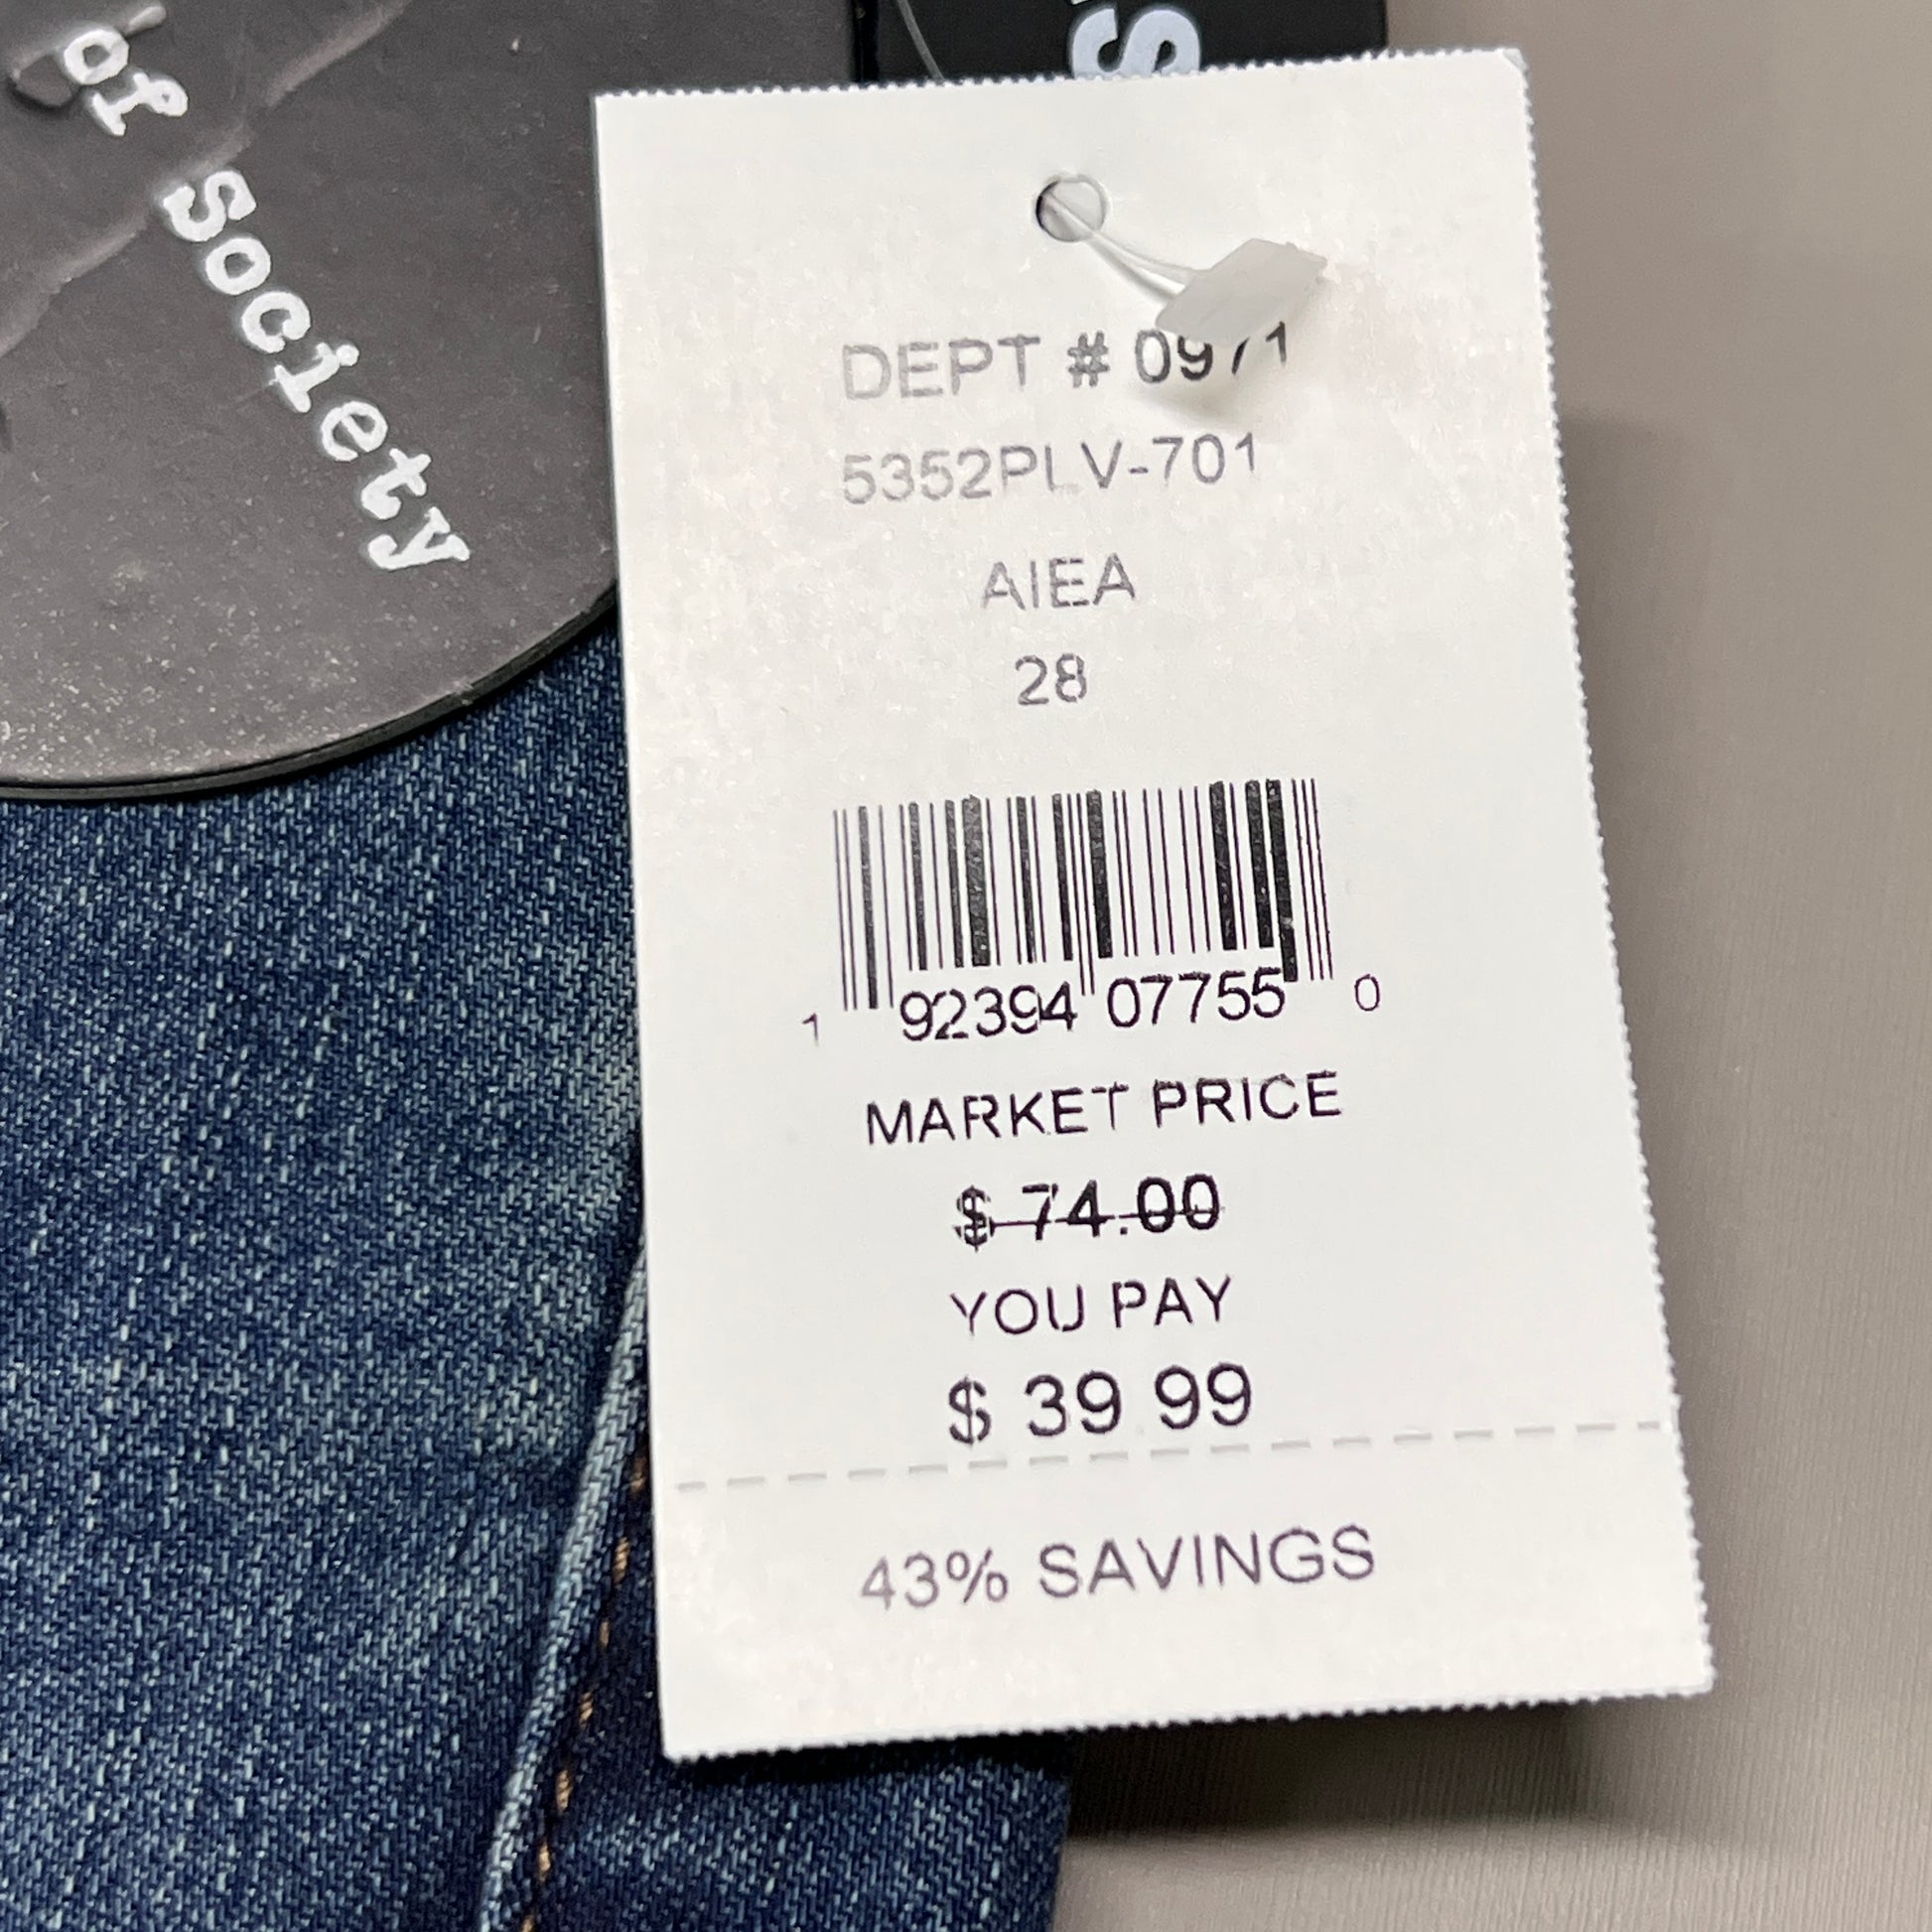 of society
S
DEPT # 0971
5352PLV-701
AIEA
28
1 92394 07755 0
MARKET PRICE
$ 74.00
YOU PAY
$ 39 99
43% SAVINGS